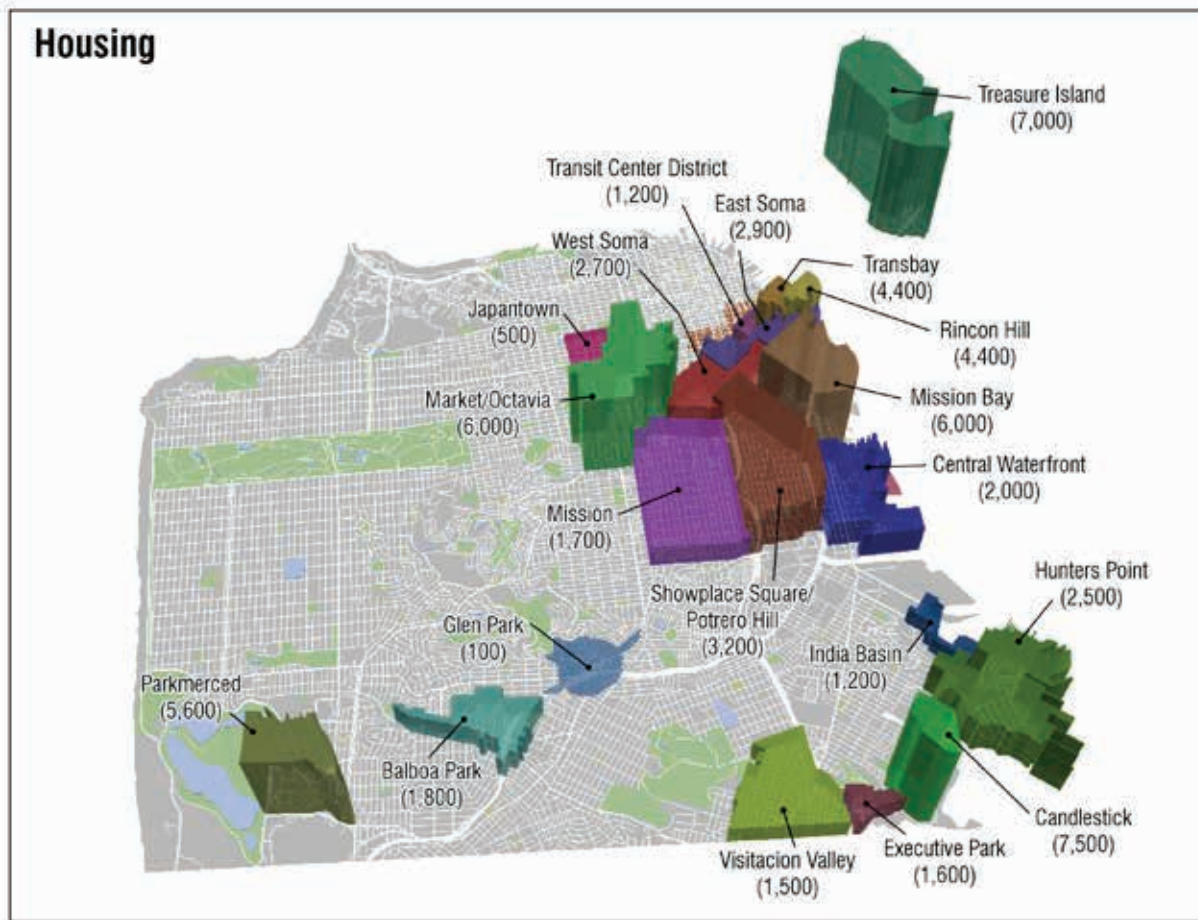 Housing
Treasure Island
(7,000)
Transit Center District
(1,200)
East Soma
(2,900)
West Soma
(2,700)
Transbay
(4,400)
Japantown
(500)
Rincon Hill
(4,400)
Market/Octavia
(6,000)
Mission Bay
(6,000)
Central Waterfront
(2,000)
Mission
(1,700)
Hunters Point
(2,500)
Showplace Square/
Potrero Hill
(3,200)
Glen Park
(100)
India Basin
(1,200)
Parkmerced
(5,600)
Balboa Park
(1,800)
Candlestick
(7,500)
Executive Park
(1,600)
Visitacion Valley
(1,500)